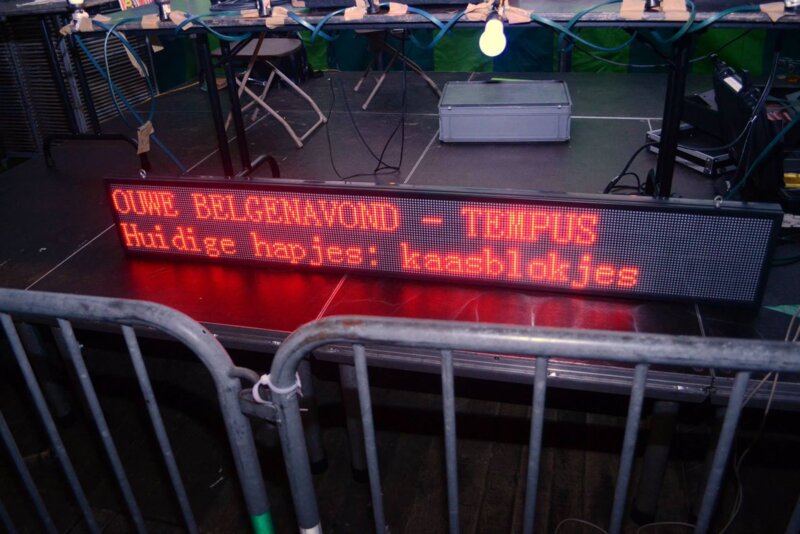 OUWE BELGENAVOND - TEMPUS
Huidige hapjes: kaasblokjes